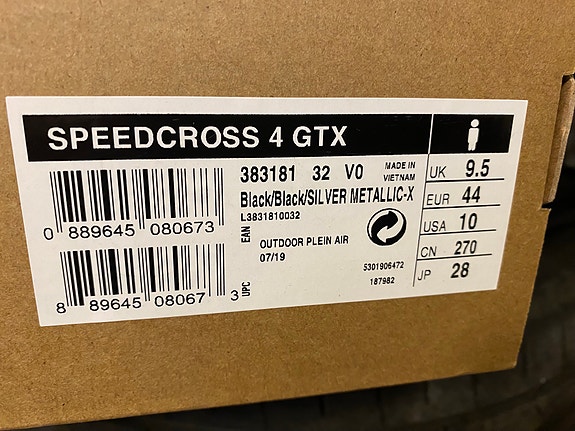 SPEEDCROSS 4 GTX
383181 32 V0
MADE IN
VIETNAM
Black/Black/SILVER METALLIC-X
L3831810032
0 889645 080673
EAN
OUTDOOR PLEIN AIR
07/19
5301906472
187982
8 89645 08067 3
UPC
UK 9.5
EUR 44
USA 10
CN 270
JP 28